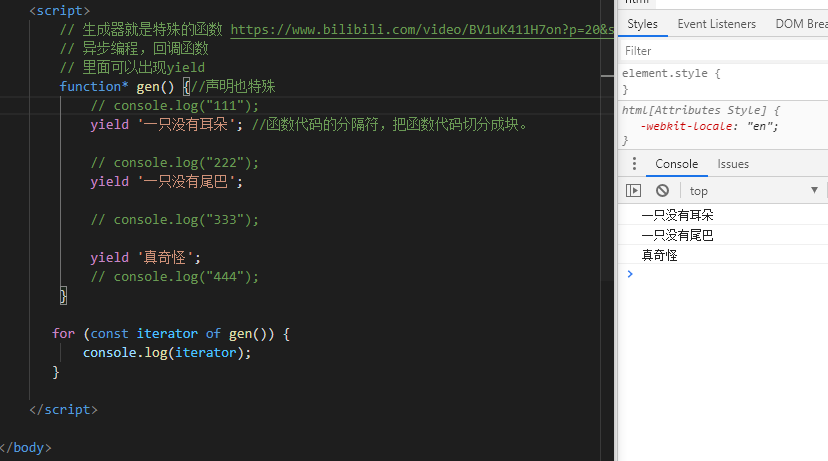 <script>
// 生成器就是特殊的函数 https://www.bilibili.com/video/BV1uK411H7on?p=20&s
// 异步编程，回调函数
// 里面可以出现yield
function* gen() {//声明也特殊
// console.log("111");
yield '一只没有耳朵'; //函数代码的分隔符，把函数代码切分成块。
// console.log("222");
yield '一只没有尾巴';
// console.log("333");
yield '真奇怪';
// console.log("444");
}
for (const iterator of gen()) {
console.log(iterator);
}
</script>
</body>
html
Styles Event Listeners DOM Brea
Filter
element.style {
}
html[Attributes Style] {
-webkit-locale: "en";
}
Console Issues
top
一只没有耳朵
一只没有尾巴
真奇怪
>